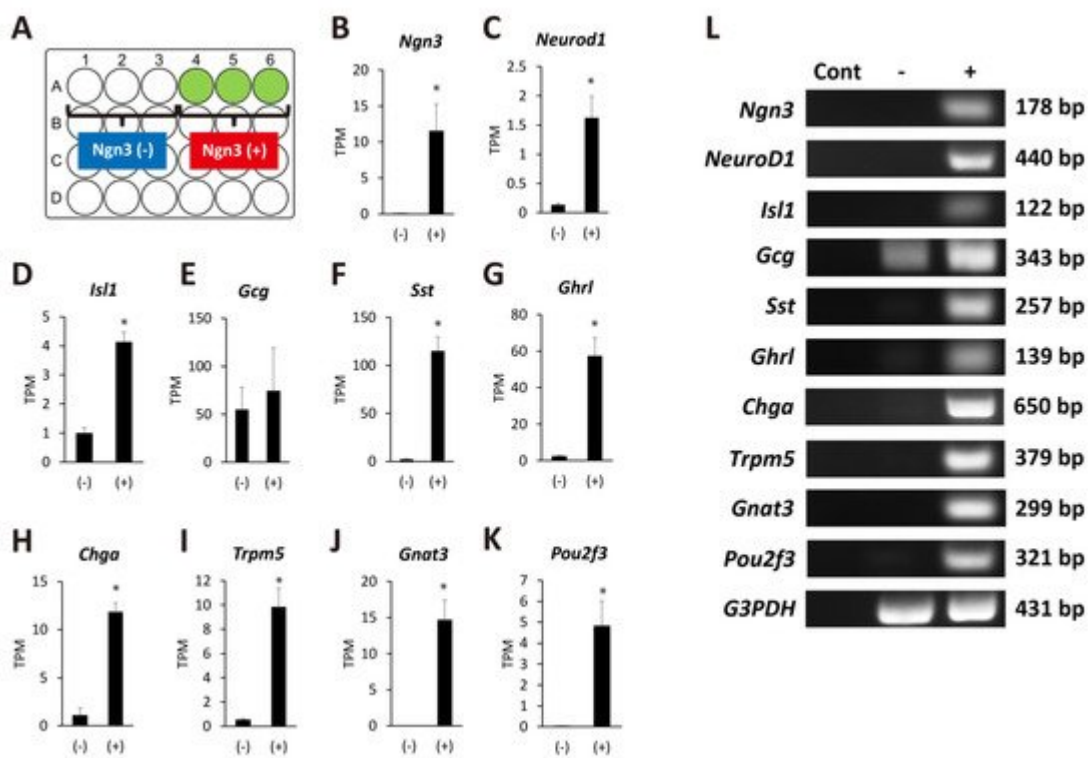 A
1 2 3 4 5 6
A
B
C
D
Ngn3 (-)
Ngn3 (+)
B
Ngn3
TPM
20
15
10
5
0
(-) (+)
*
C
Neurod1
TPM
2.5
2
1.5
1
0.5
0
(-) (+)
*
D
Isl1
TPM
5
4
3
2
1
0
(-) (+)
*
E
Gcg
TPM
150
100
50
0
(-) (+)
F
Sst
TPM
150
100
50
0
(-) (+)
*
G
Ghrl
TPM
80
60
40
20
0
(-) (+)
*
H
Chga
TPM
15
10
5
0
(-) (+)
*
I
Trpm5
TPM
12
10
8
6
4
2
0
(-) (+)
*
J
Gnat3
TPM
20
15
10
5
0
(-) (+)
*
K
Pou2f3
TPM
7
6
5
4
3
2
1
0
(-) (+)
*
L
Cont - +
Ngn3 178 bp
NeuroD1 440 bp
Isl1 122 bp
Gcg 343 bp
Sst 257 bp
Ghrl 139 bp
Chga 650 bp
Trpm5 379 bp
Gnat3 299 bp
Pou2f3 321 bp
G3PDH 431 bp